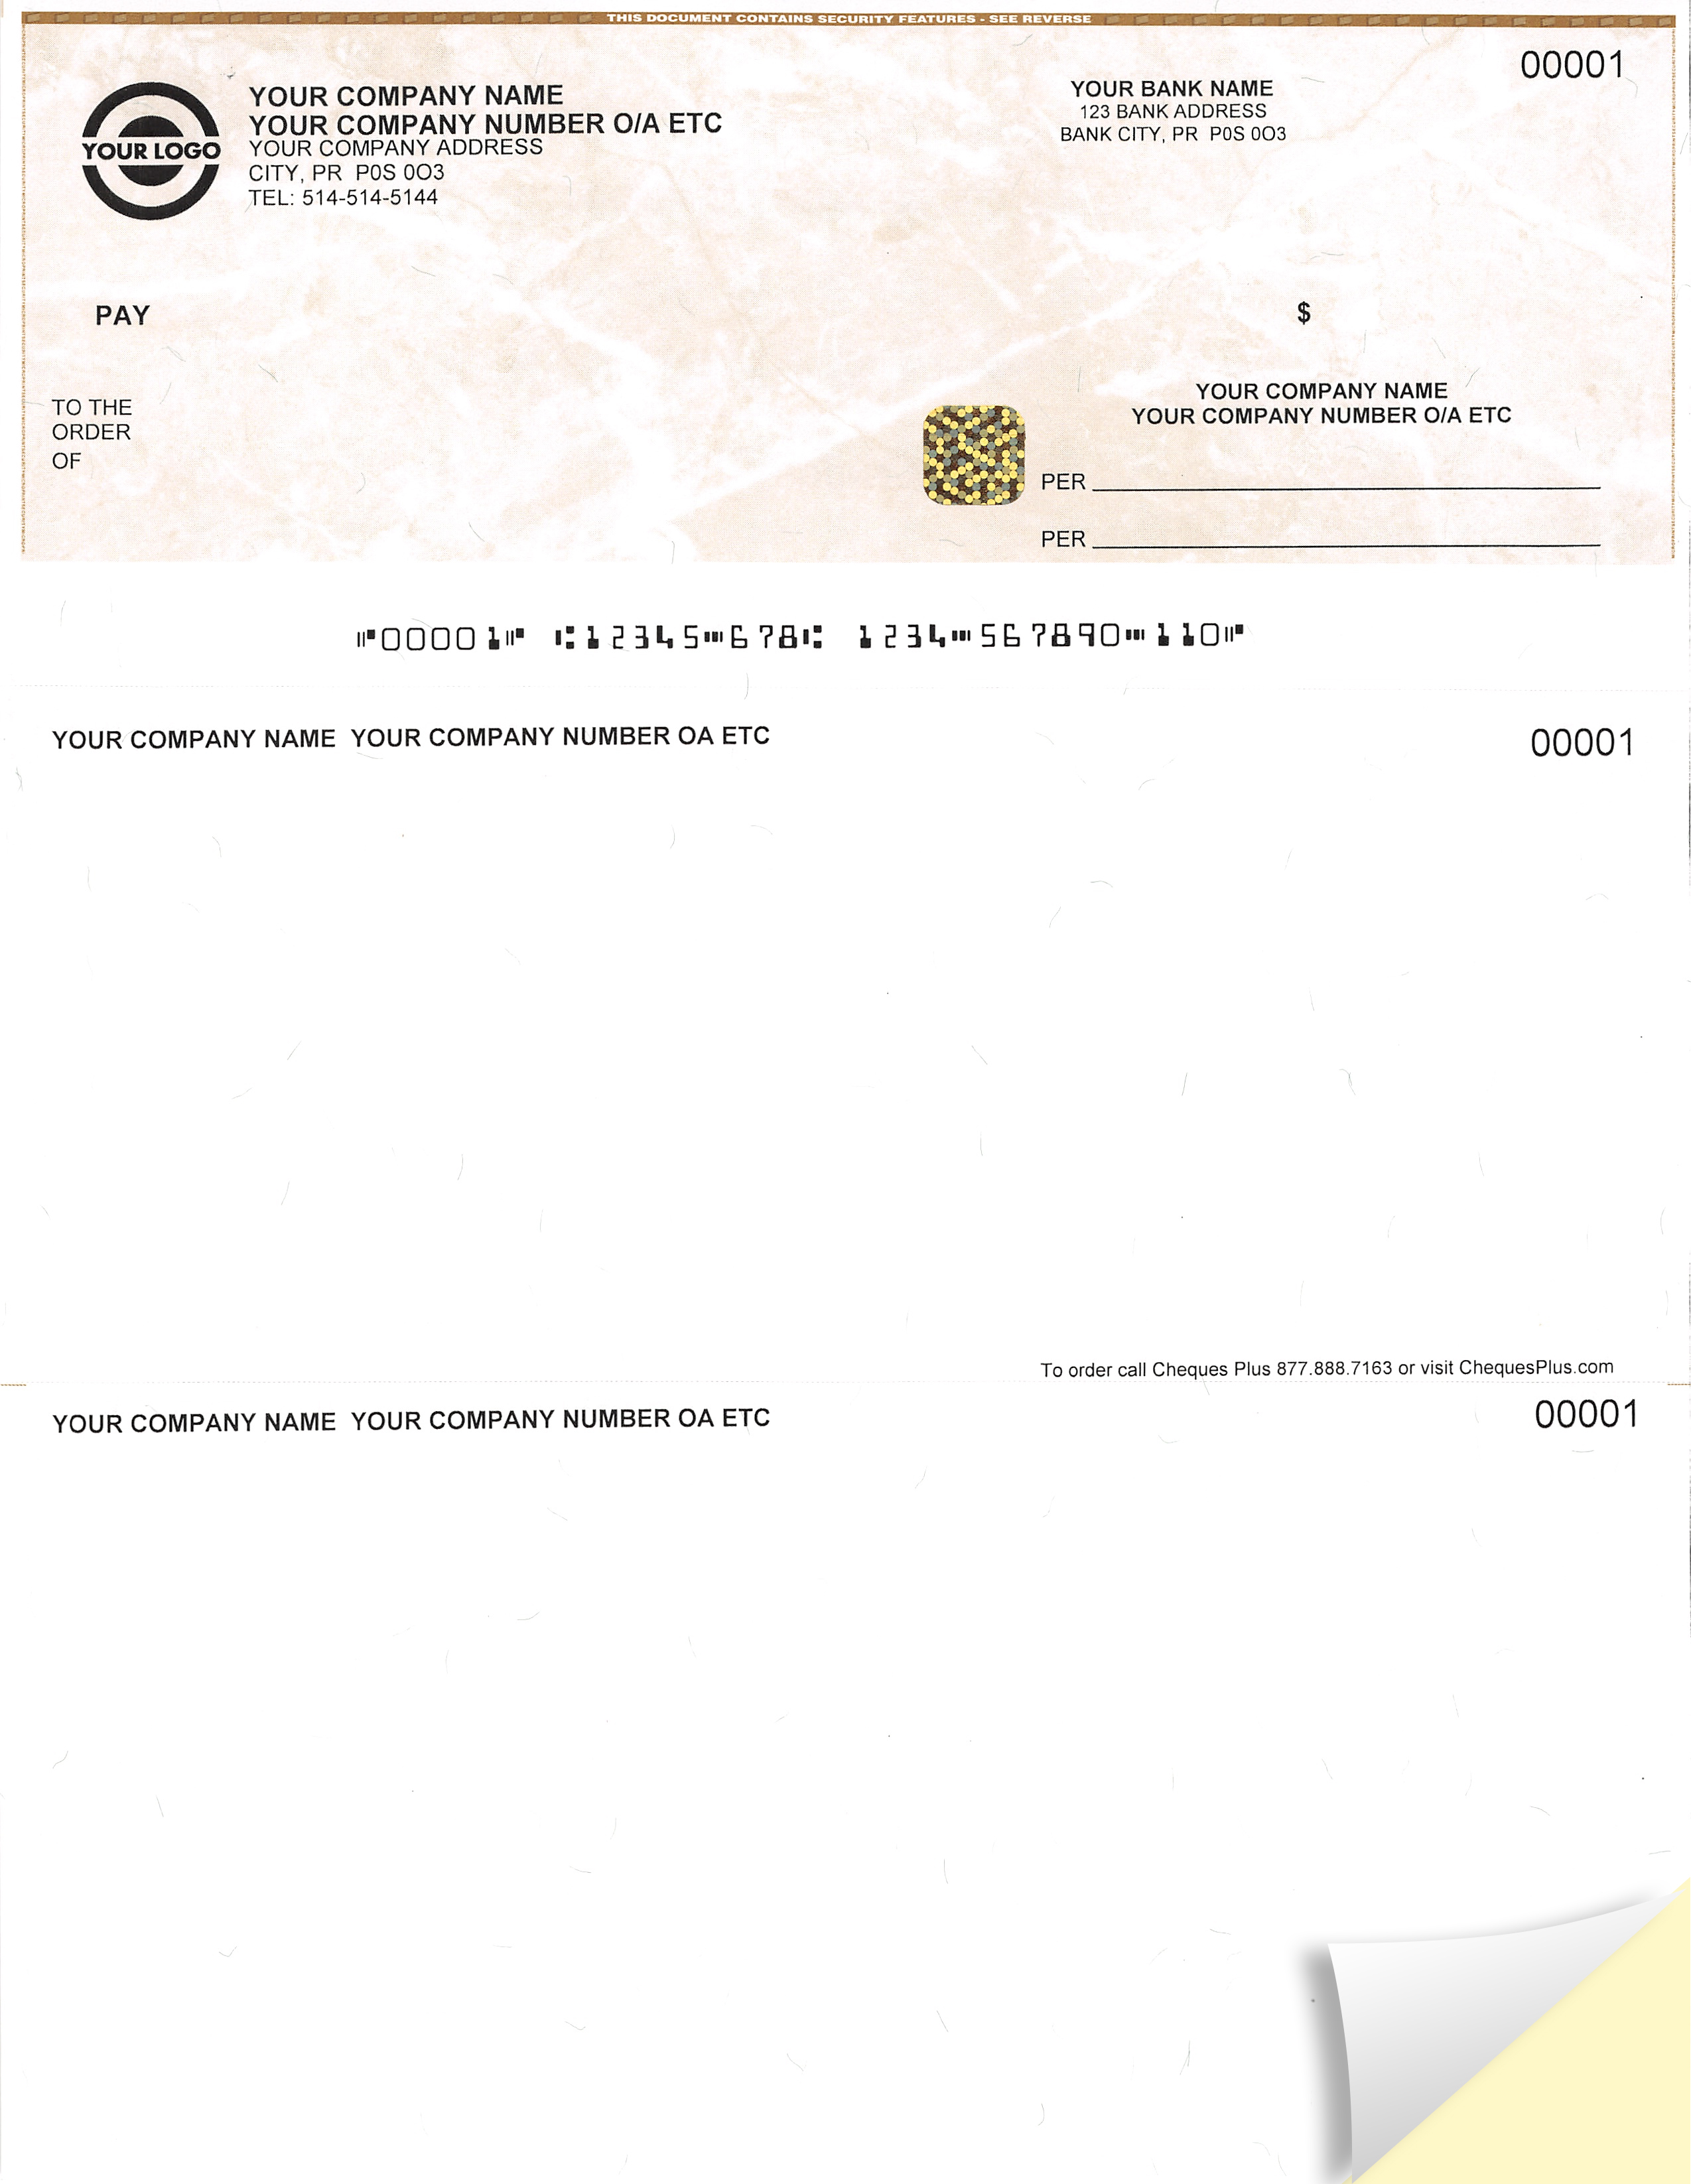 THIS DOCUMENT CONTAINS SECURITY FEATURES - SEE REVERSE
00001
YOUR LOGO
YOUR COMPANY NAME
YOUR COMPANY NUMBER O/A ETC
YOUR COMPANY ADDRESS
CITY, PR  P0S 0O3
TEL: 514-514-5144
YOUR BANK NAME
123 BANK ADDRESS
BANK CITY, PR  P0S 0O3
PAY
$
TO THE
ORDER
OF
YOUR COMPANY NAME
YOUR COMPANY NUMBER O/A ETC
PER
PER
⑈00001⑈ ⑆12345⑉678⑆ 1234⑉567890⑉110⑈
YOUR COMPANY NAME  YOUR COMPANY NUMBER OA ETC
00001
To order call Cheques Plus 877.888.7163 or visit ChequesPlus.com
YOUR COMPANY NAME  YOUR COMPANY NUMBER OA ETC
00001